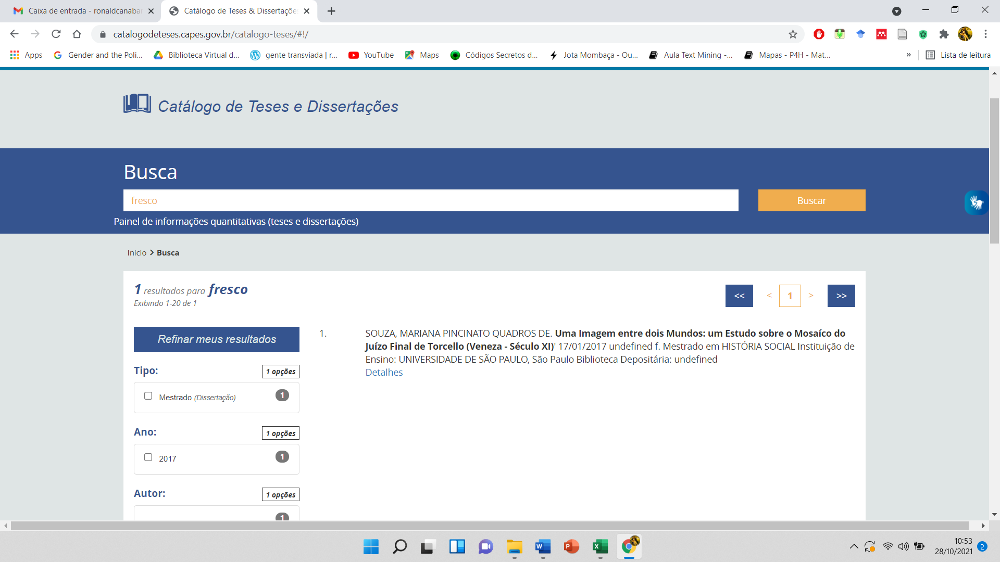 Caixa de entrada - ronaldcanabar
Catálogo de Teses & Dissertaçõe
catalogodeteses.capes.gov.br/catalogo-teses/#!/
Apps
Gender and the Poli...
Biblioteca Virtual d...
gente transviada | r...
YouTube
Maps
Códigos Secretos d...
Jota Mombaça - Ou...
Aula Text Mining -...
Mapas - P4H - Mat...
»
Lista de leitura
Catálogo de Teses e Dissertações
Busca
fresco
Buscar
Painel de informações quantitativas (teses e dissertações)
Inicio > Busca
1 resultados para fresco
Exibindo 1-20 de 1
<< < 1 > >>
Refinar meus resultados
1. SOUZA, MARIANA PINCINATO QUADROS DE. Uma Imagem entre dois Mundos: um Estudo sobre o Mosaíco do
Juízo Final de Torcello (Veneza - Século XI)' 17/01/2017 undefined f. Mestrado em HISTÓRIA SOCIAL Instituição de
Ensino: UNIVERSIDADE DE SÃO PAULO, São Paulo Biblioteca Depositária: undefined
Detalhes
Tipo: 1 opções
Mestrado (Dissertação) 1
Ano: 1 opções
2017 1
Autor: 1 opções
1
10:53
28/10/2021
2